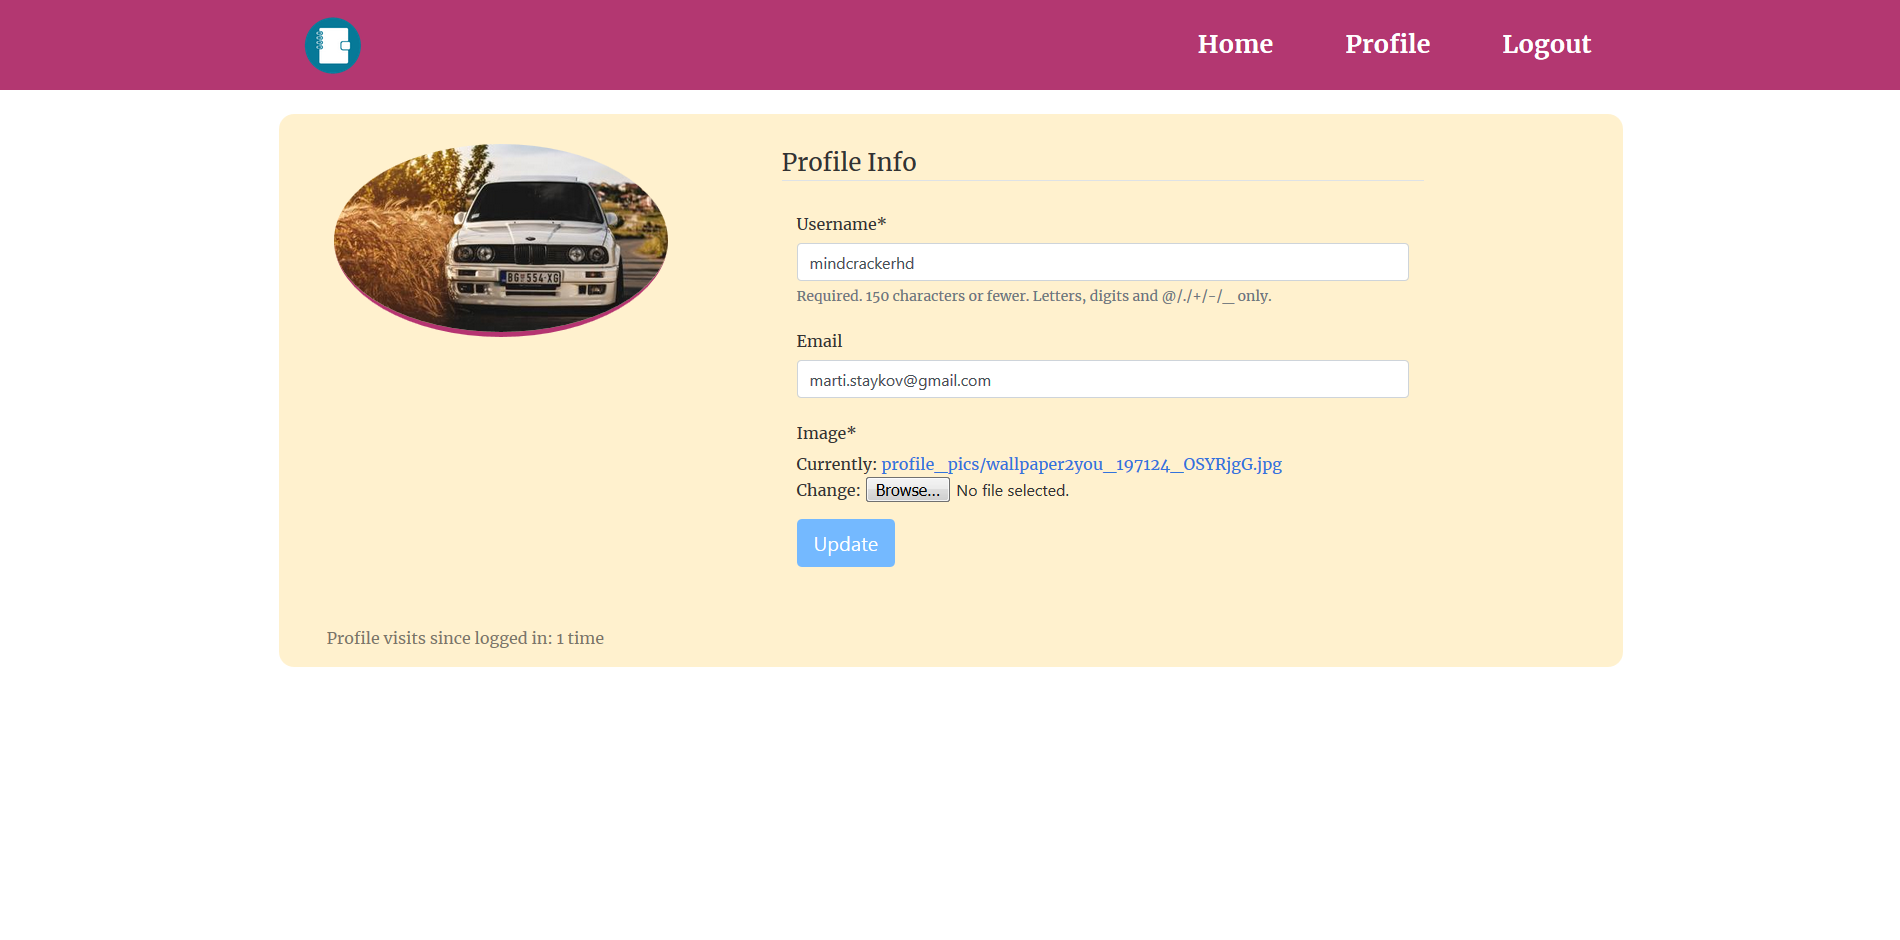 Home Profile Logout
Profile Info
Username*
mindcrackerhd
Required. 150 characters or fewer. Letters, digits and @/./+/-/_ only.
Email
marti.staykov@gmail.com
Image*
Currently: profile_pics/wallpaper2you_197124_OSYRjgG.jpg
Change: Browse... No file selected.
Update
BG 554-XG
Profile visits since logged in: 1 time